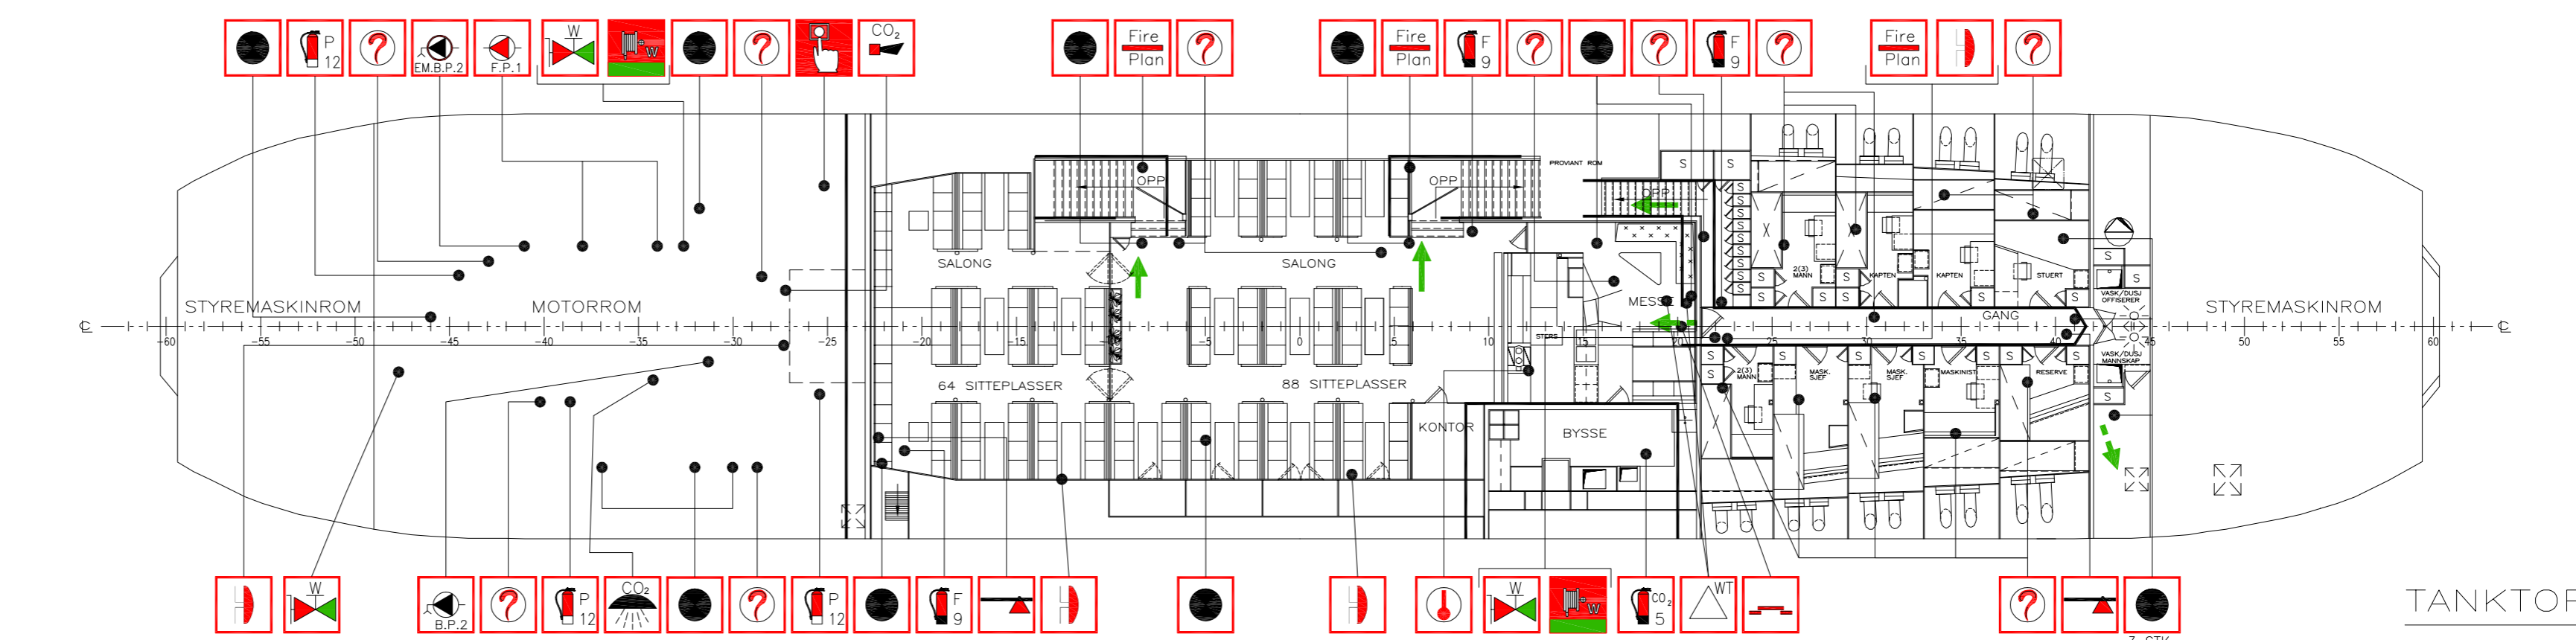 P
12
EM.B.P.2
F.P.1
W
W
CO₂
Fire
Plan
Fire
Plan
F
9
F
9
Fire
Plan
OPP
OPP
PROVIANT ROM
S
S
OPP
S
S
S
S
S
S
S
S
S
SALONG
SALONG
MESSE
2(3)
MANN
KAPTEN
KAPTEN
STUERT
S
S
S
S
S
S
S
S
S
S
VASK/DUSJ
OFFISERER
STYREMASKINROM
MOTORROM
GANG
STYREMASKINROM
-60
-55
-50
-45
-40
-35
-30
-25
-20
-15
-5
0
5
10
STERS
15
20
25
30
35
40
45
50
55
60
S
S
S
S
S
S
S
S
VASK/DUSJ
MANNSKAP
2(3)
MANN
MASK.
SJEF
MASK.
SJEF
MASKINIST
RESERVE
S
S
64 SITTEPLASSER
88 SITTEPLASSER
KONTOR
BYSSE
W
B.P.2
P
12
CO₂
P
12
F
9
W
W
CO₂
5
WT
TANKTOP
3 STK